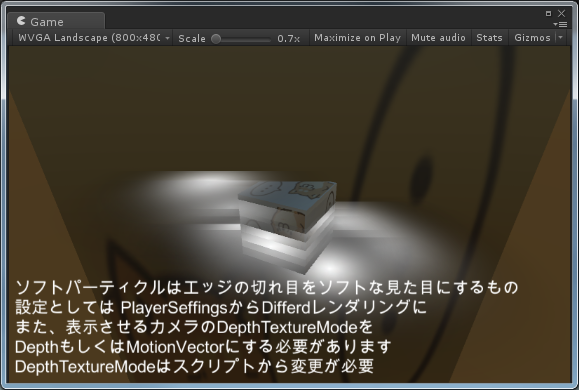 Game
WVGA Landscape (800x480 Scale 0.7x Maximize on Play Mute audio Stats Gizmos
ソフトパーティクルはエッジの切れ目をソフトな見た目にするもの
設定としては PlayerSeffingsからDifferdレンダリングに
また、表示させるカメラのDepthTextureModeを
DepthもしくはMotionVectorにする必要があります
DepthTextureModeはスクリプトから変更が必要